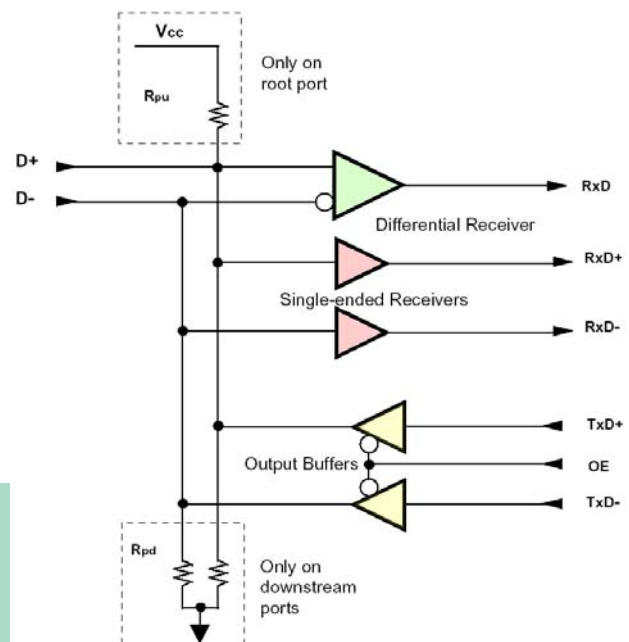 Vcc
Only on
root port
Rpu
D+
D-
RxD
Differential Receiver
RxD+
Single-ended Receivers
RxD-
TxD+
Output Buffers
OE
TxD-
Rpd
Only on
downstream
ports